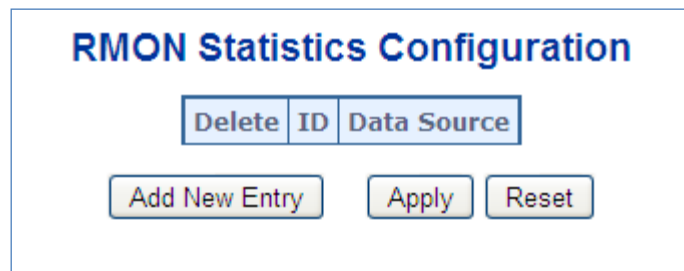 RMON Statistics Configuration
Delete ID Data Source
Add New Entry Apply Reset